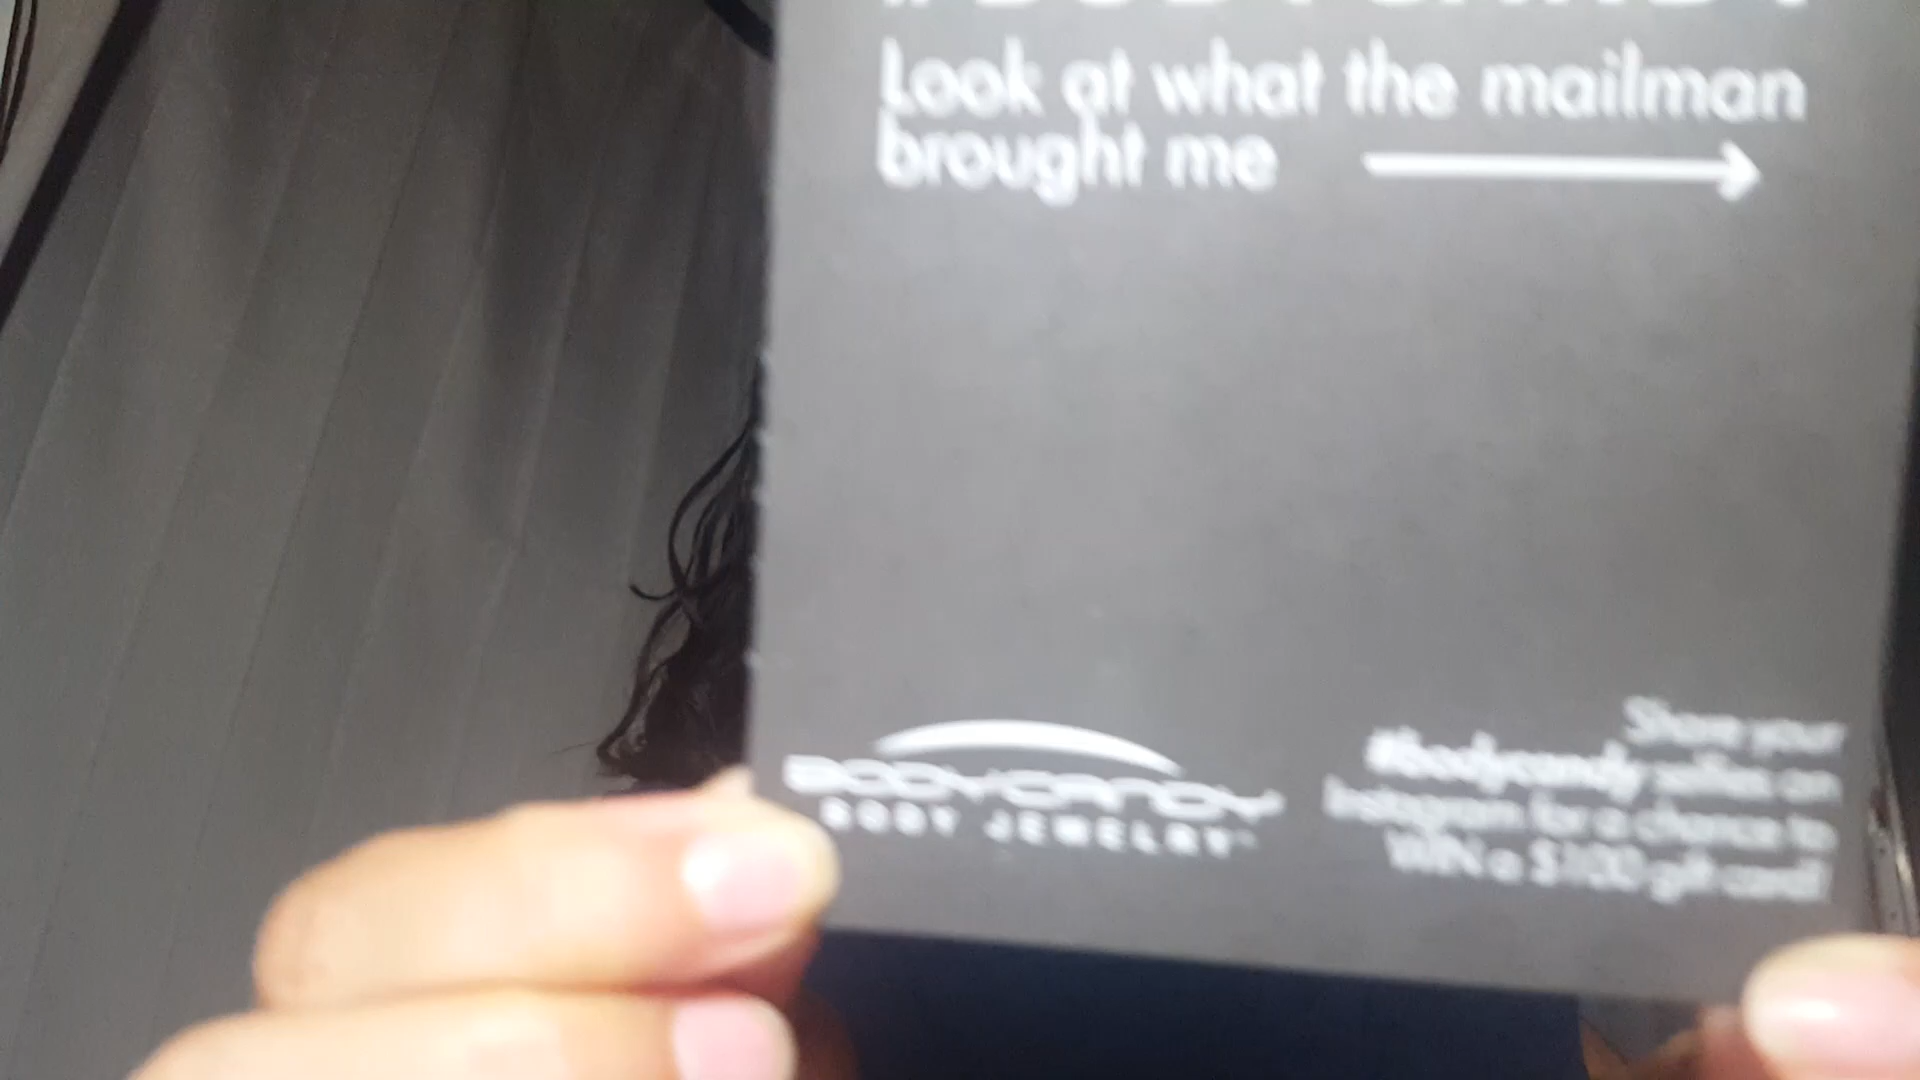 #BODYCANDY
Look at what the mailman
brought me
BODYCANDY
BODY JEWELRY
Share your
#bodycandy selfies on
Instagram for a chance to
WIN a $100 gift card!